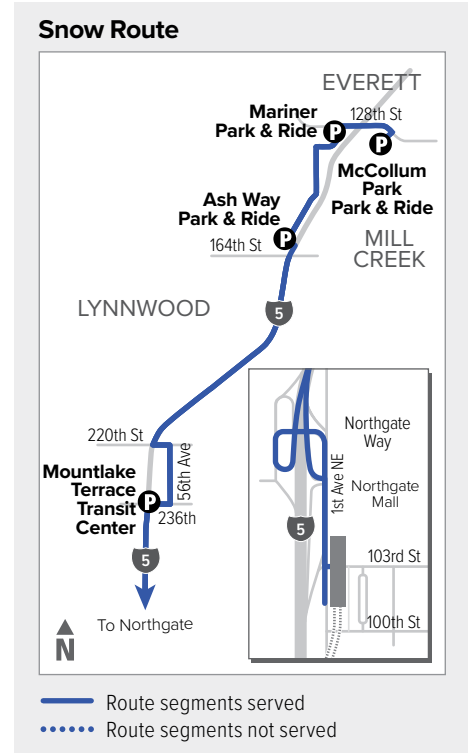 Snow Route
EVERETT
128th St
Mariner
Park & Ride
P
P
McCollum
Park
Park & Ride
Ash Way
Park & Ride
P
164th St
MILL
CREEK
LYNNWOOD
5
220th St
56th Ave
Mountlake
Terrace
Transit
Center
P
236th
5
To Northgate
N
Northgate
Way
1st Ave NE
Northgate
Mall
5
103rd St
100th St
Route segments served
Route segments not served